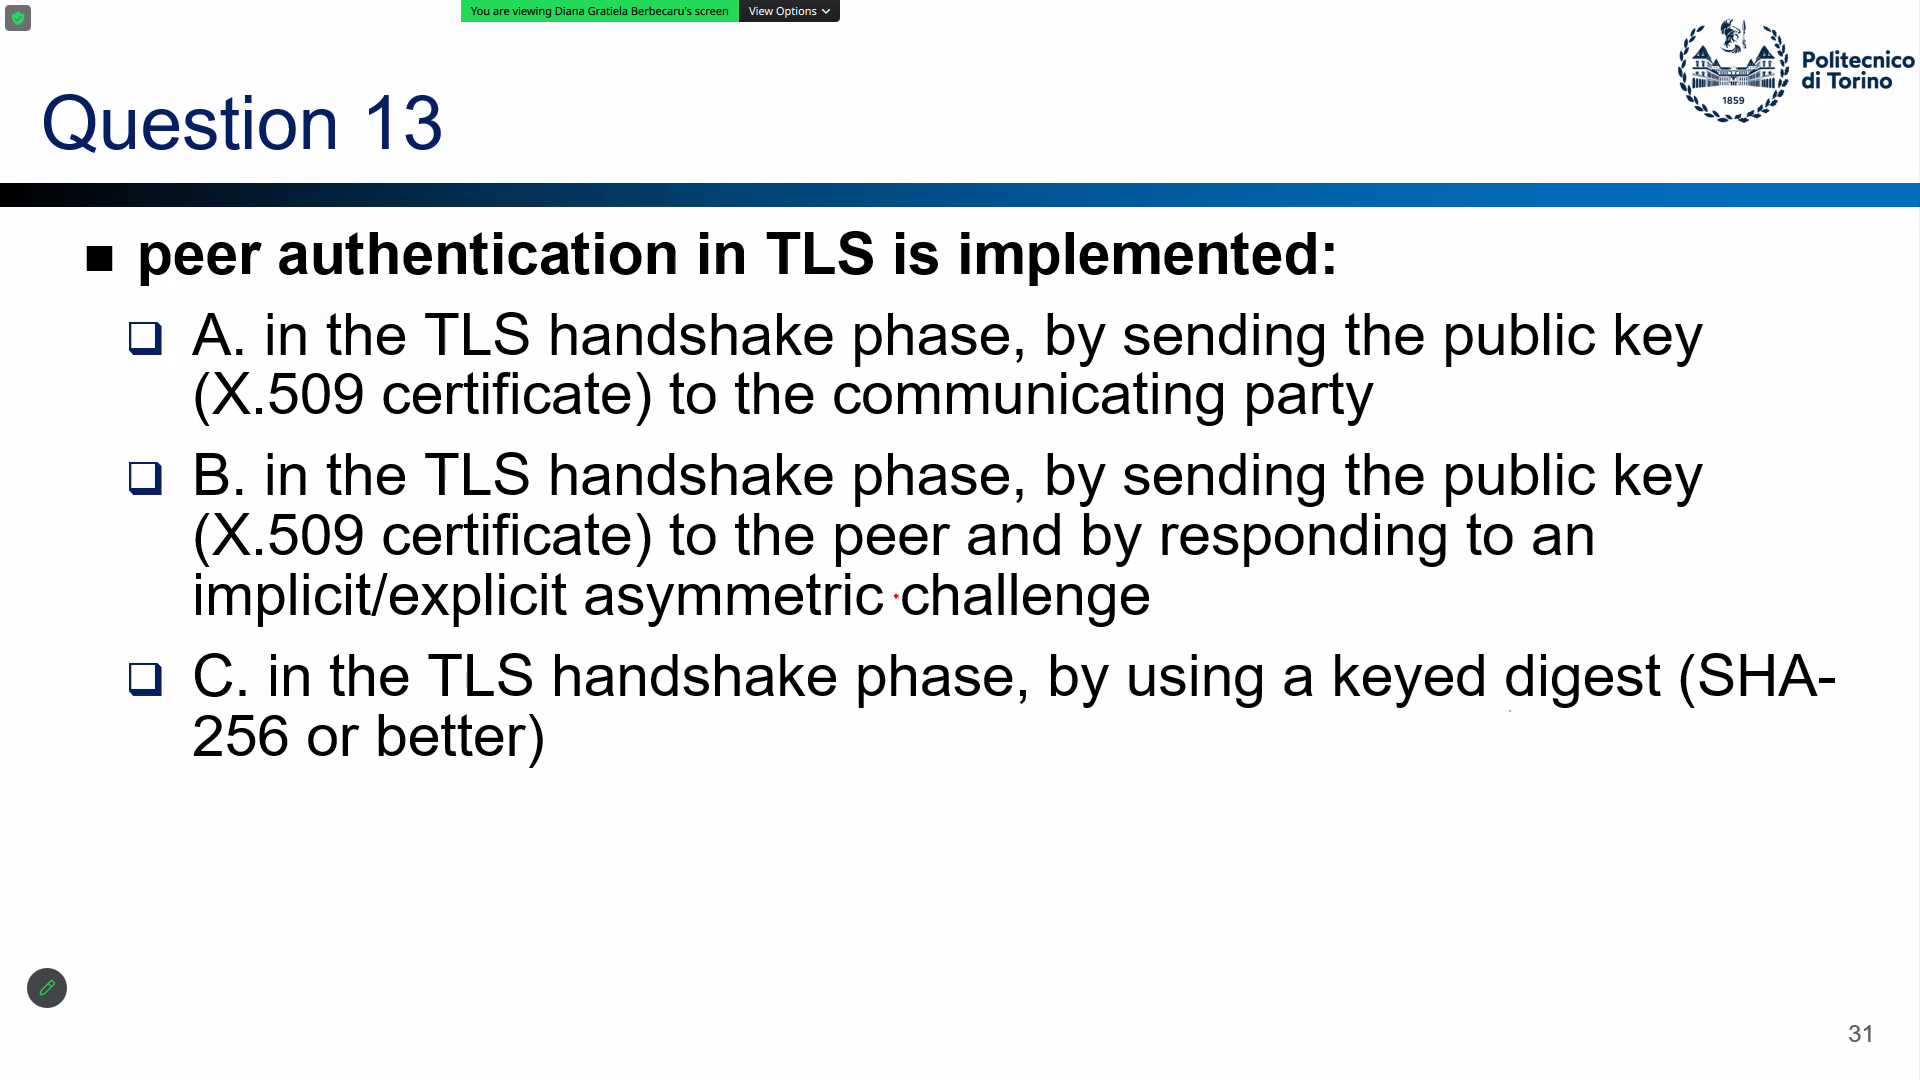 You are viewing Diana Gratiela Berbecaru's screen
View Options
Politecnico
di Torino
1859
Question 13
peer authentication in TLS is implemented:
A. in the TLS handshake phase, by sending the public key
(X.509 certificate) to the communicating party
B. in the TLS handshake phase, by sending the public key
(X.509 certificate) to the peer and by responding to an
implicit/explicit asymmetric challenge
C. in the TLS handshake phase, by using a keyed digest (SHA-
256 or better)
31